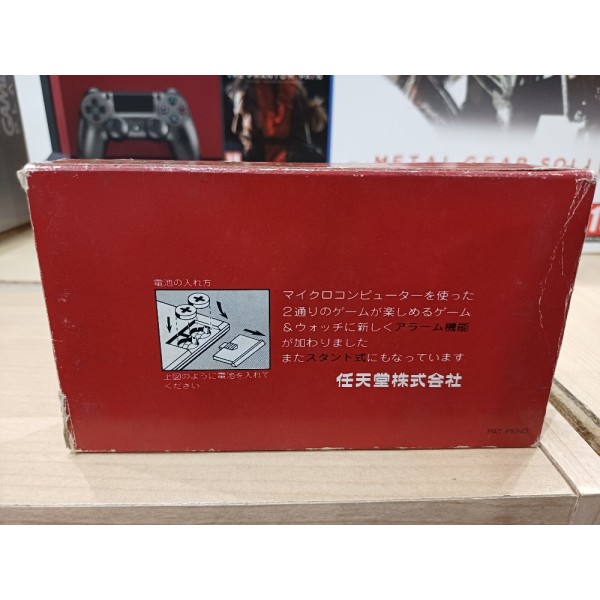 METAL GEAR SOLI
電池の入れ方
上図のように電池を入れて
ください
マイクロコンピューターを使った
2通りのゲームが楽しめるゲーム
&ウォッチに新しくアラーム機能
が加わりました
またスタンド式にもなっています
任天堂株式会社
PAT. PEND.